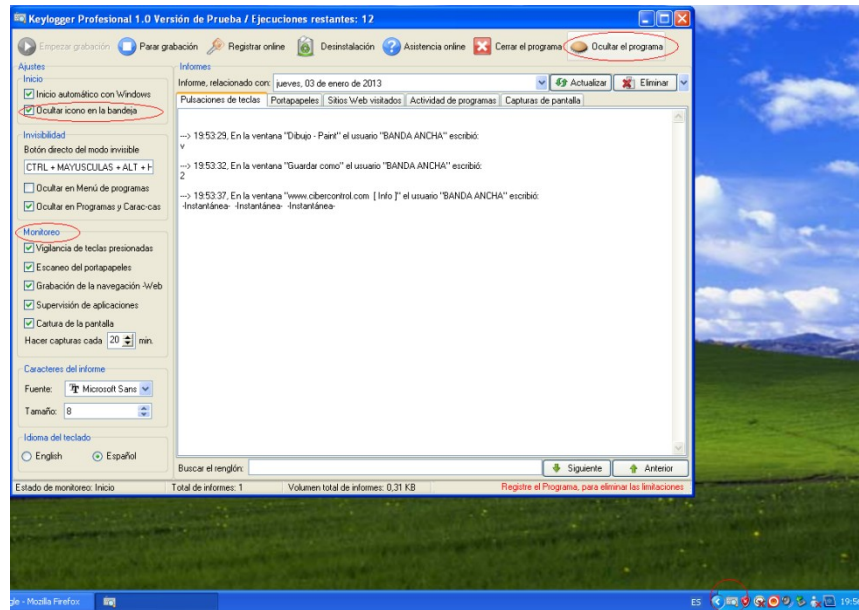 Keylogger Profesional 1.0 Versión de Prueba / Ejecuciones restantes: 12
Empezar grabación Parar grabación Registrar online Desinstalación Asistencia online Cerrar el programa Ocultar el programa
Ajustes
Inicio
Inicio automático con Windows
Ocultar icono en la bandeja
Invisibilidad
Botón directo del modo invisible
CTRL + MAYUSCULAS + ALT + H
Ocultar en Menú de programas
Ocultar en Programas y Carac-cas
Monitoreo
Vigilancia de teclas presionadas
Escaneo del portapapeles
Grabación de la navegación -Web
Supervisión de aplicaciones
Cartura de la pantalla
Hacer capturas cada 20 min.
Caracteres del informe
Fuente: Microsoft Sans
Tamaño: 8
Idioma del teclado
English Español
Informes
Informe, relacionado con: jueves, 03 de enero de 2013 Actualizar Eliminar
Pulsaciones de teclas Portapapeles Sitios Web visitados Actividad de programas Capturas de pantalla
---> 19:53:29, En la ventana "Dibujo - Paint" el usuario "BANDA ANCHA" escribió:
v
---> 19:53:32, En la ventana "Guardar como" el usuario "BANDA ANCHA" escribió:
2
---> 19:53:37, En la ventana "www.cibercontrol.com [ Info ]" el usuario "BANDA ANCHA" escribió:
-Instantánea- -Instantánea- -Instantánea-
Buscar el renglón: Siguiente Anterior
Estado de monitoreo: Inicio Total de informes: 1 Volumen total de informes: 0,31 KB Registre el Programa, para eliminar las limitaciones
gle - Mozilla Firefox ES 19:5